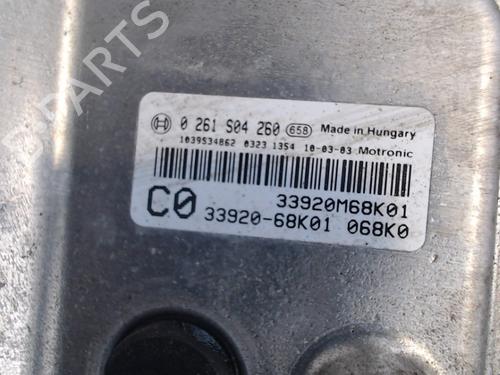 0 261 S04 260 658 Made in Hungary
1039S34862 0323 1354 10-03-03 Motronic
33920M68K01
C0 33920-68K01 068K0
PARTS